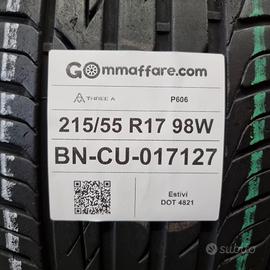 GOmmaffare.com
THREE A
P606
215/55 R17 98W
BN-CU-017127
Estivi
DOT 4821
subito